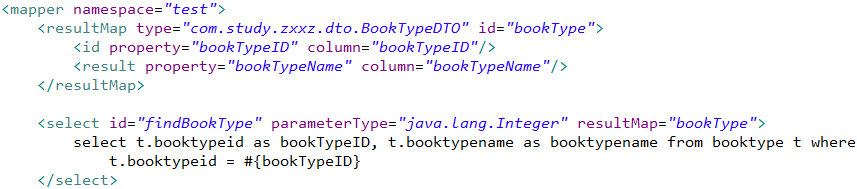 <mapper namespace="test">
<resultMap type="com.study.zxxz.dto.BookTypeDTO" id="bookType">
<id property="bookTypeID" column="bookTypeID"/>
<result property="bookTypeName" column="bookTypeName"/>
</resultMap>
<select id="findBookType" parameterType="java.lang.Integer" resultMap="bookType">
select t.booktypeid as bookTypeID, t.booktypename as booktypename from booktype t where
t.booktypeid = #{bookTypeID}
</select>